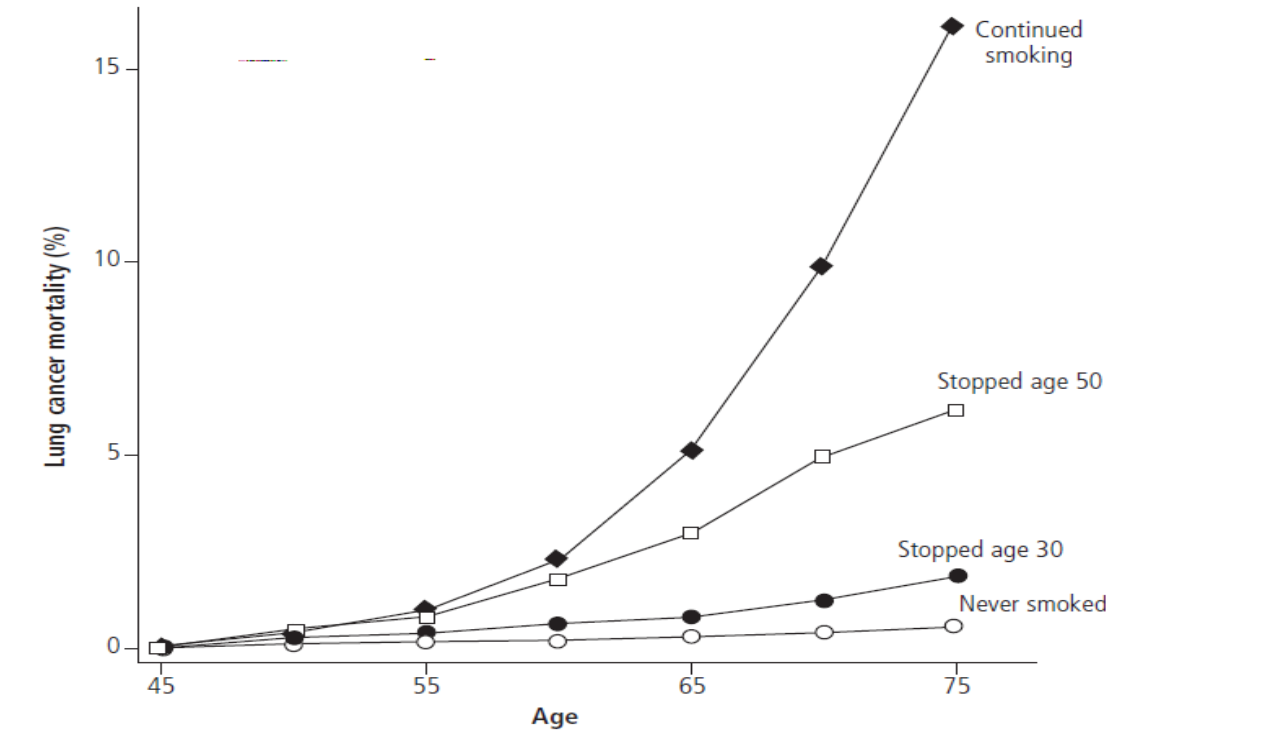 Continued
smoking
15
10
Lung cancer mortality (%)
Stopped age 50
5
Stopped age 30
Never smoked
0
45
55
65
75
Age